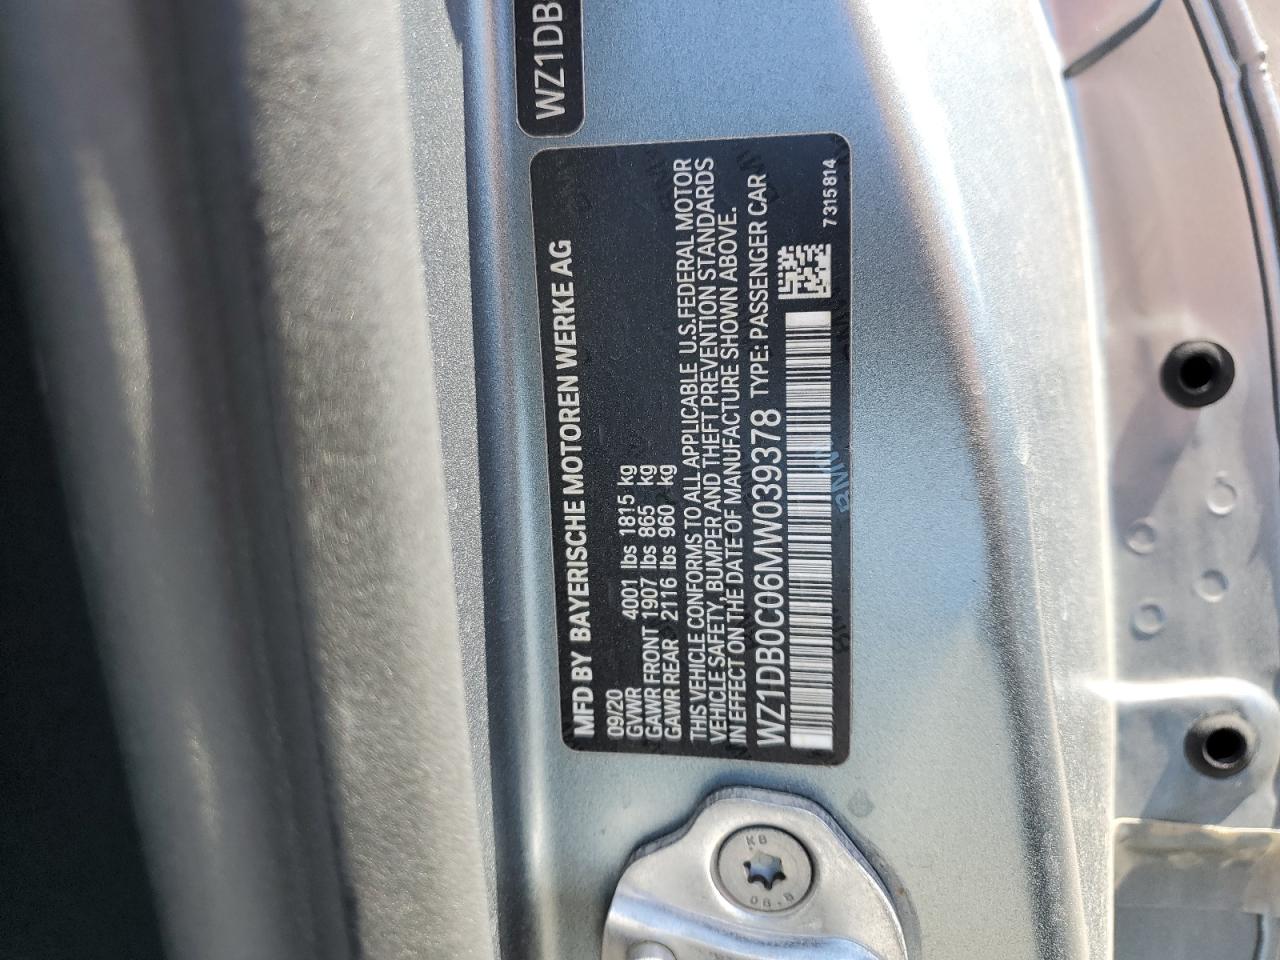 WZ1DB
MFD BY BAYERISCHE MOTOREN WERKE AG
09/20
GVWR 4001 lbs 1815 kg
GAWR FRONT 1907 lbs 865 kg
GAWR REAR 2116 lbs 960 kg
THIS VEHICLE CONFORMS TO ALL APPLICABLE U.S.FEDERAL MOTOR
VEHICLE SAFETY, BUMPER AND THEFT PREVENTION STANDARDS
IN EFFECT ON THE DATE OF MANUFACTURE SHOWN ABOVE.
WZ1DB0C06MW039378 TYPE: PASSENGER CAR
BMW
7315814
KB